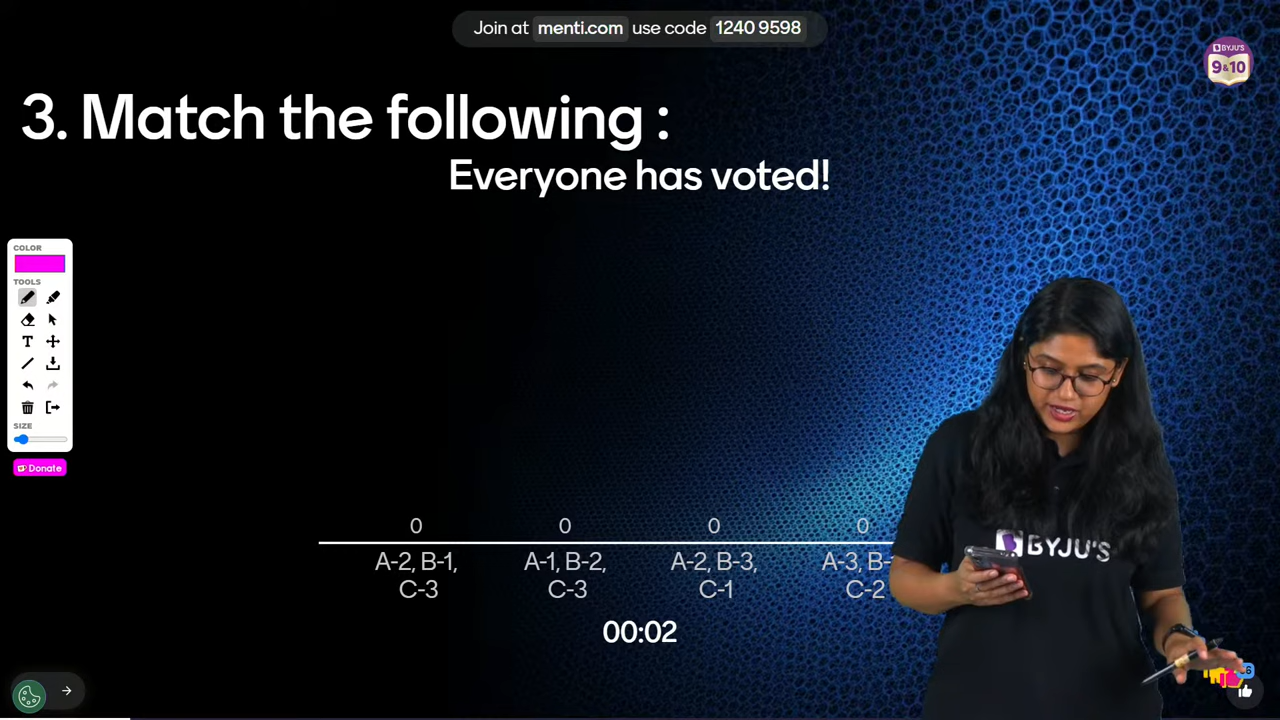 Join at menti.com use code 1240 9598
BYJU'S
9&10
3. Match the following :
Everyone has voted!
COLOR
TOOLS
T
SIZE
Donate
0
0
0
0
A-2, B-1,
C-3
A-1, B-2,
C-3
A-2, B-3,
C-1
A-3, B-
C-2
00:02
BYJU'S